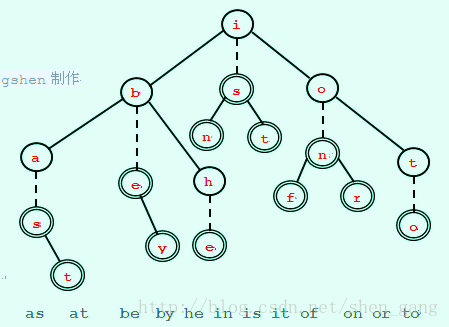 i
gshen 制作
b s o
n t n
a e h f r t
s y e o
t
as at be by he in is it of on or to
http://blog.csdn.net/shen_gang